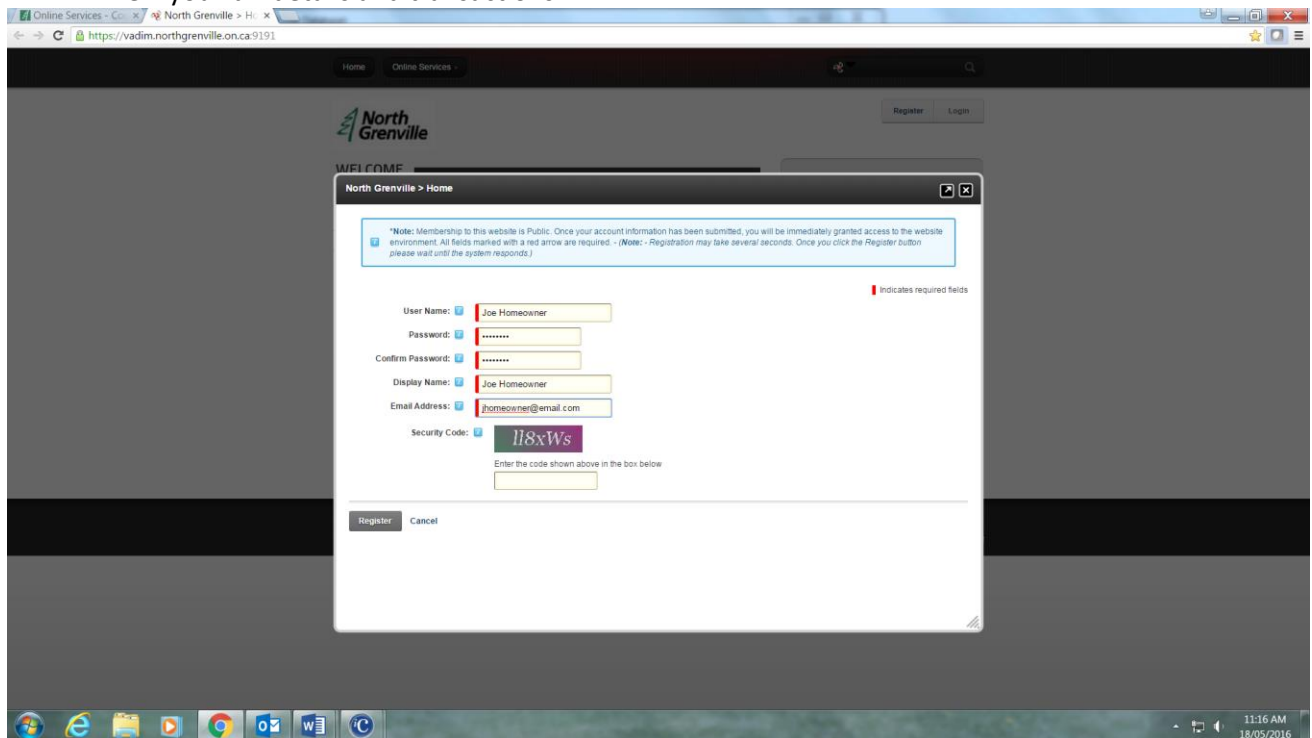 Online Services - Co
North Grenville > Ho
https://vadim.northgrenville.on.ca:9191
Home
Online Services
North
Grenville
Register
Login
WELCOME
North Grenville > Home
*Note: Membership to this website is Public. Once your account information has been submitted, you will be immediately granted access to the website
environment. All fields marked with a red arrow are required. - (Note: - Registration may take several seconds. Once you click the Register button
please wait until the system responds.)
Indicates required fields
User Name:
Joe Homeowner
Password:
••••••••
Confirm Password:
••••••••
Display Name:
Joe Homeowner
Email Address:
jhomeowner@email.com
Security Code:
Enter the code shown above in the box below
Register
Cancel
11:16 AM
18/05/2016